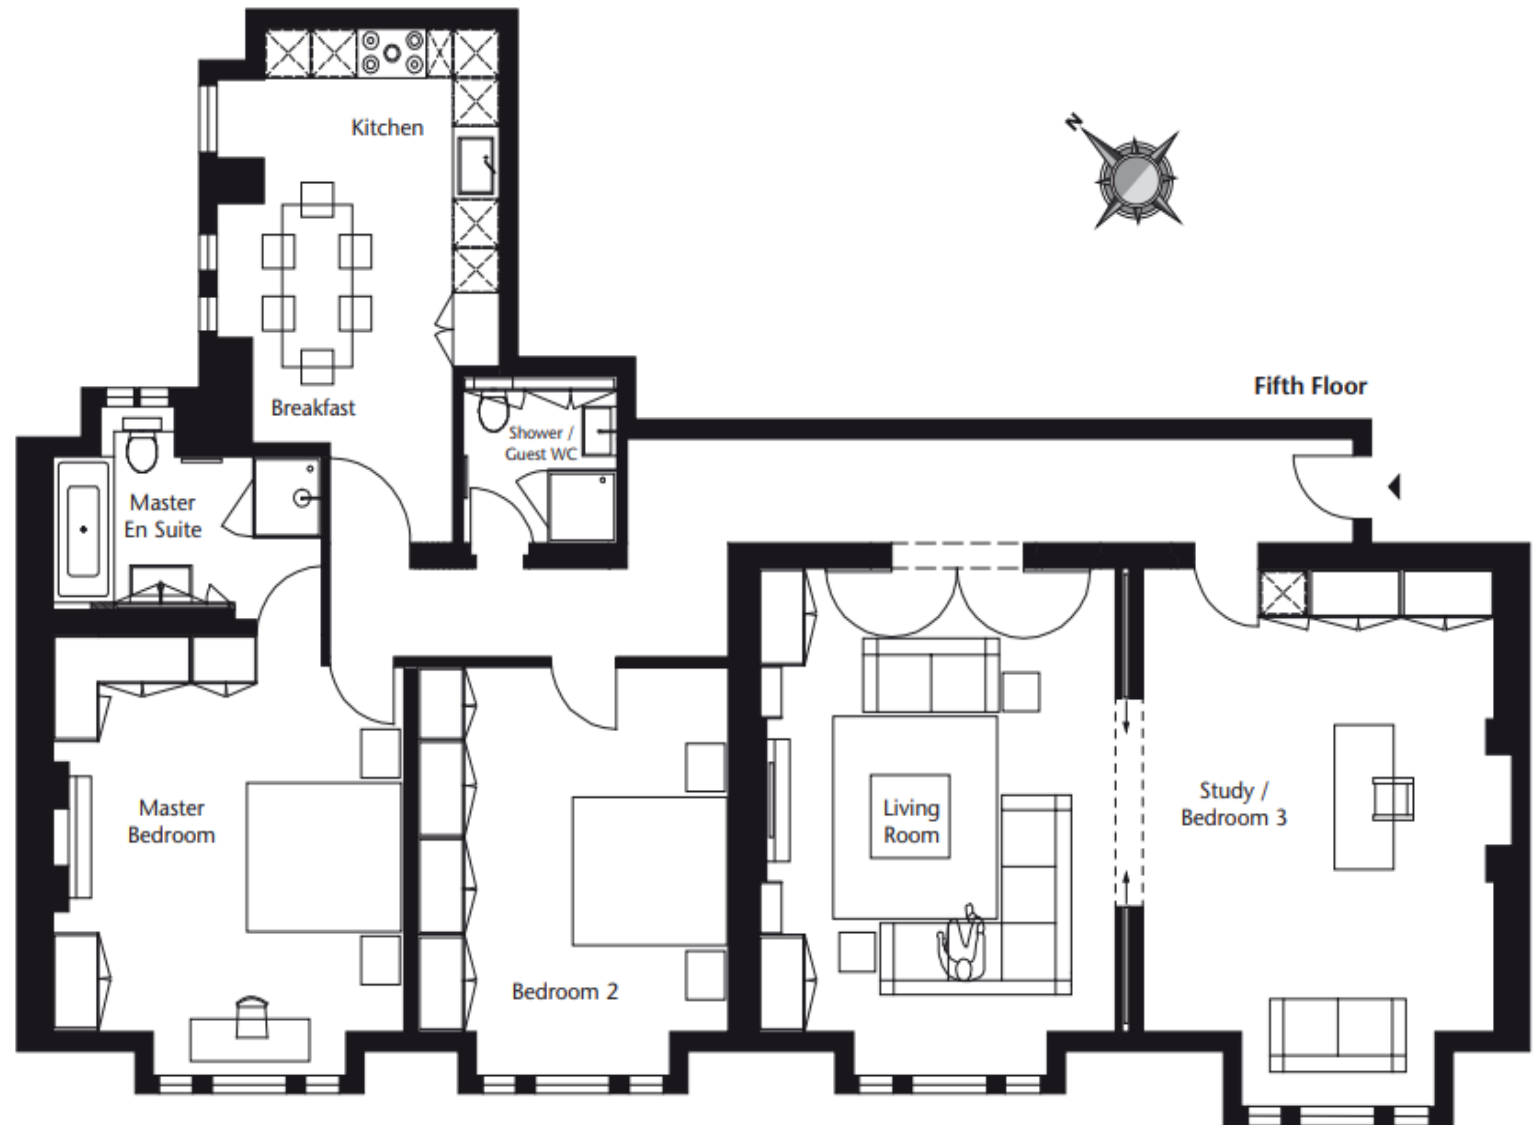 Kitchen
N
Breakfast
Fifth Floor
Shower /
Guest WC
Master
En Suite
Master
Bedroom
Bedroom 2
Living
Room
Study /
Bedroom 3